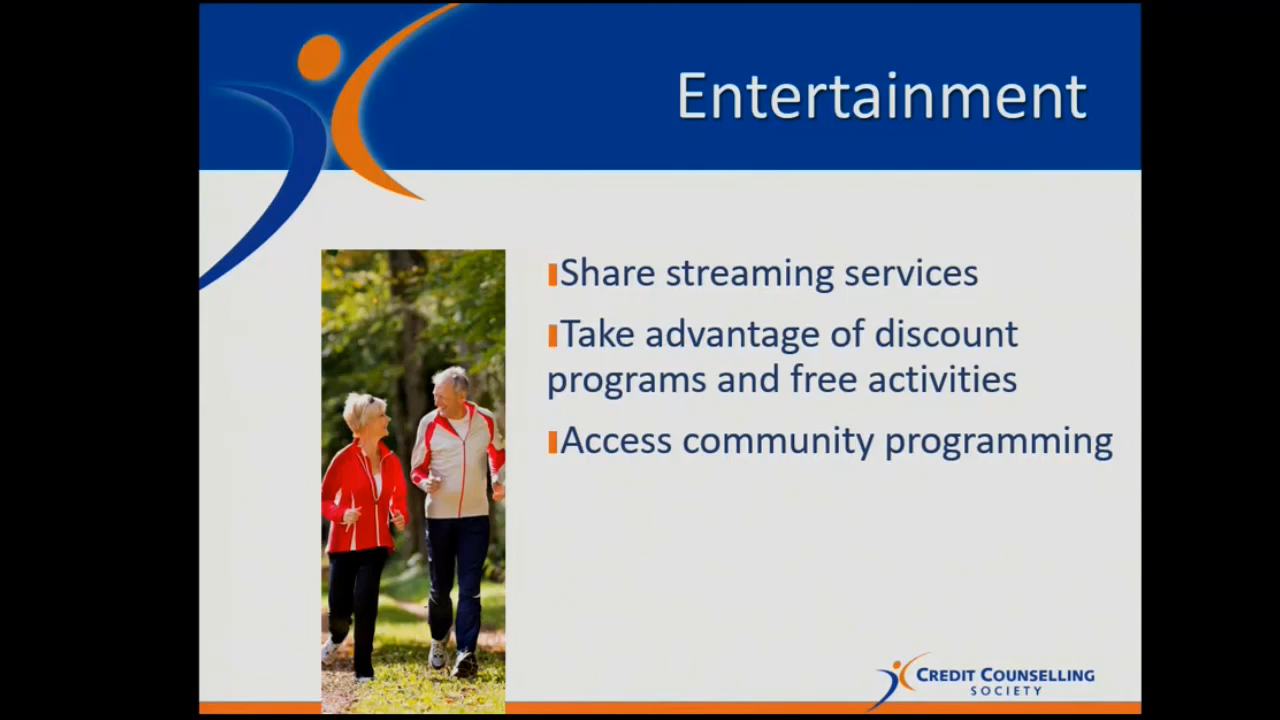 Entertainment
Share streaming services
Take advantage of discount
programs and free activities
Access community programming
CREDIT COUNSELLING
SOCIETY